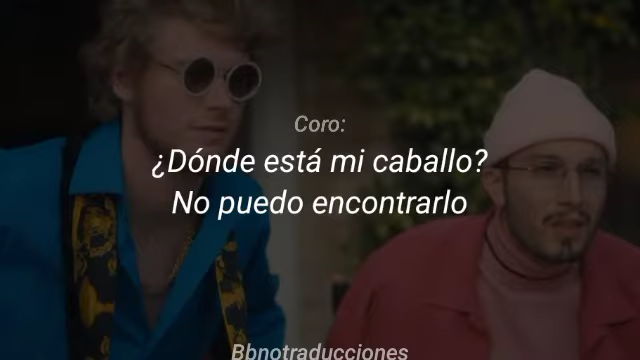 Coro:
¿Dónde está mi caballo?
No puedo encontrarlo
Bbnotraducciones